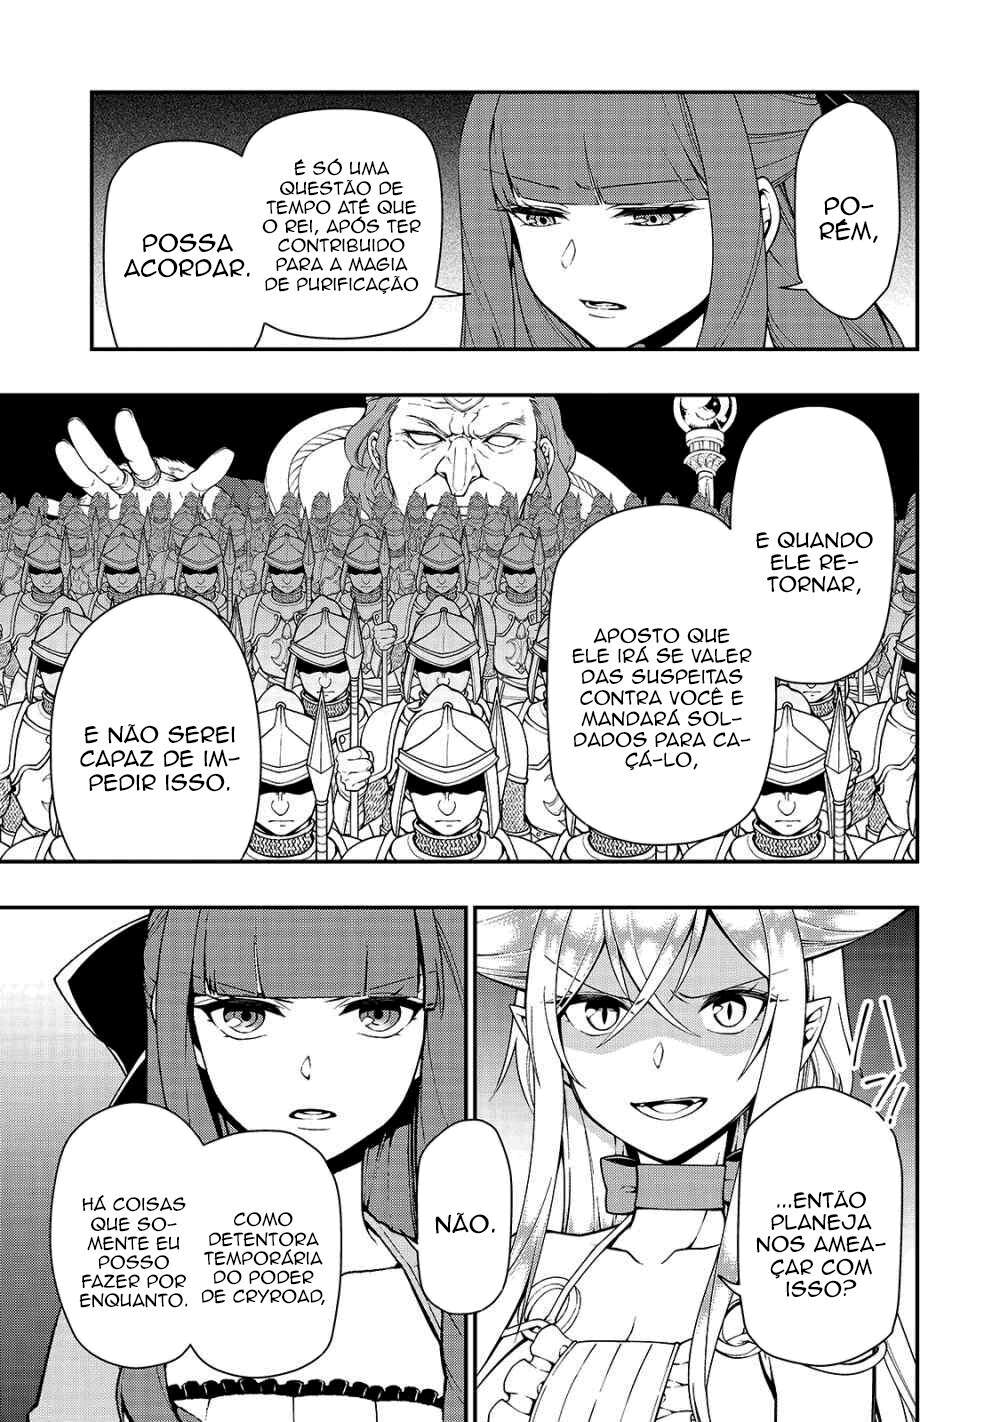 PO-
RÉM,
É SÓ UMA
QUESTÃO DE
TEMPO ATÉ QUE
O REI, APÓS TER
CONTRIBUIDO
PARA A MAGIA
DE PURIFICAÇÃO
POSSA
ACORDAR.
E QUANDO
ELE RE-
TORNAR,
APOSTO QUE
ELE IRÁ SE VALER
DAS SUSPEITAS
CONTRA VOCÊ E
MANDARÁ SOL-
DADOS PARA CA-
ÇÁ-LO,
E NÃO SEREI
CAPAZ DE IM-
PEDIR ISSO.
...ENTÃO
PLANEJA
NOS AMEA-
ÇAR COM
ISSO?
NÃO.
COMO
DETENTORA
TEMPORÁRIA
DO PODER
DE CRYROAD,
HÁ COISAS
QUE SO-
MENTE EU
POSSO
FAZER POR
ENQUANTO.